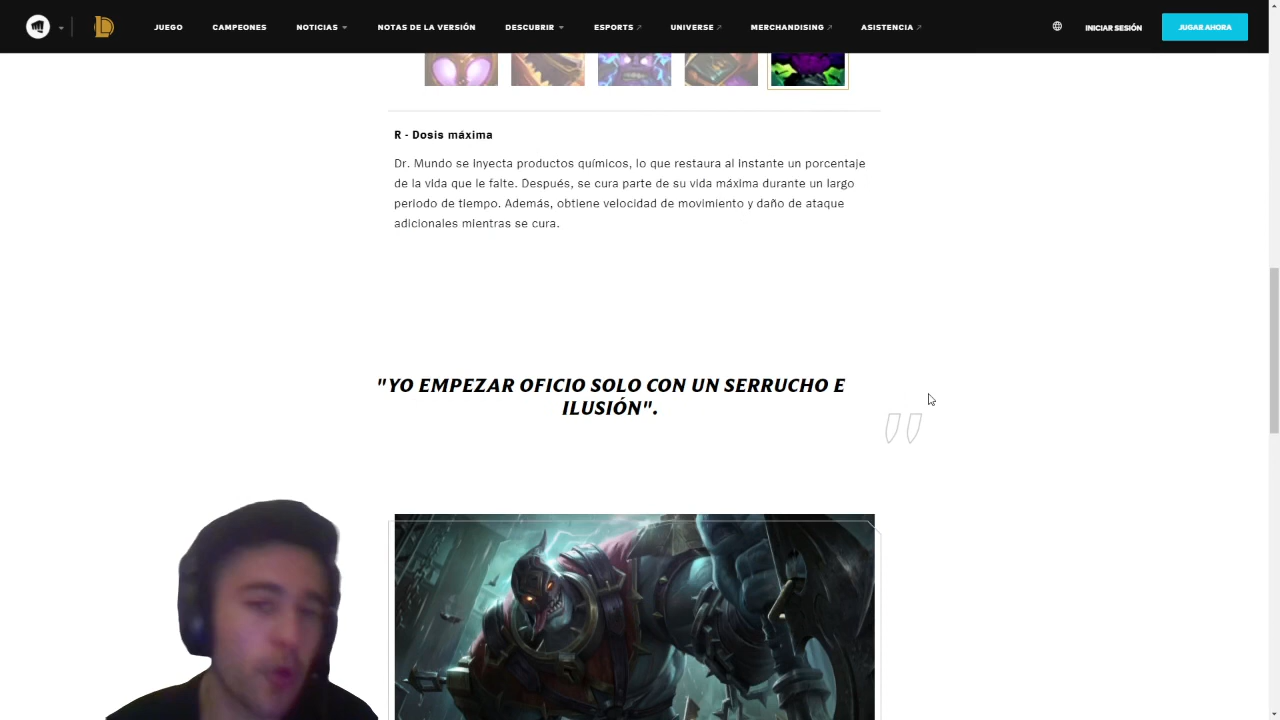 JUEGO CAMPEONES NOTICIAS NOTAS DE LA VERSIÓN DESCUBRIR ESPORTS UNIVERSE MERCHANDISING ASISTENCIA INICIAR SESIÓN JUGAR AHORA
R - Dosis máxima
Dr. Mundo se inyecta productos químicos, lo que restaura al instante un porcentaje
de la vida que le falte. Después, se cura parte de su vida máxima durante un largo
periodo de tiempo. Además, obtiene velocidad de movimiento y daño de ataque
adicionales mientras se cura.
"YO EMPEZAR OFICIO SOLO CON UN SERRUCHO E
ILUSIÓN".